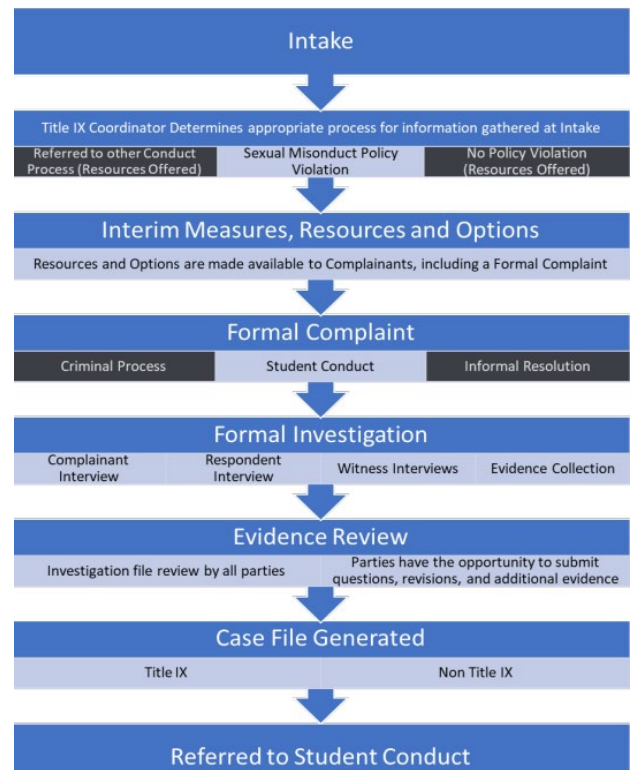 Intake
Title IX Coordinator Determines appropriate process for information gathered at Intake
Referred to other Conduct
Process (Resources Offered)
Sexual Misonduct Policy
Violation
No Policy Violation
(Resources Offered)
Interim Measures, Resources and Options
Resources and Options are made available to Complainants, including a Formal Complaint
Formal Complaint
Criminal Process
Student Conduct
Informal Resolution
Formal Investigation
Complainant
Interview
Respondent
Interview
Witness Interviews
Evidence Collection
Evidence Review
Investigation file review by all parties
Parties have the opportunity to submit
questions, revisions, and additional evidence
Case File Generated
Title IX
Non Title IX
Referred to Student Conduct